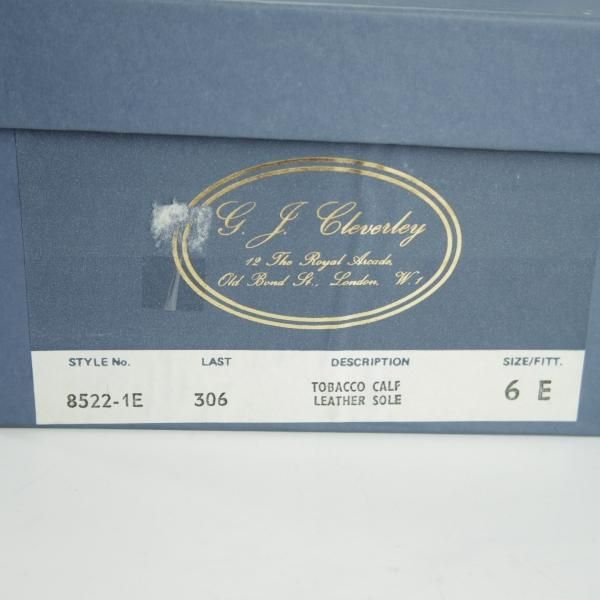 G. J. Cleverley
12 The Royal Arcade,
Old Bond St., London, W.1
STYLE No. LAST DESCRIPTION SIZE/FITT.
8522-1E 306 TOBACCO CALF LEATHER SOLE 6 E